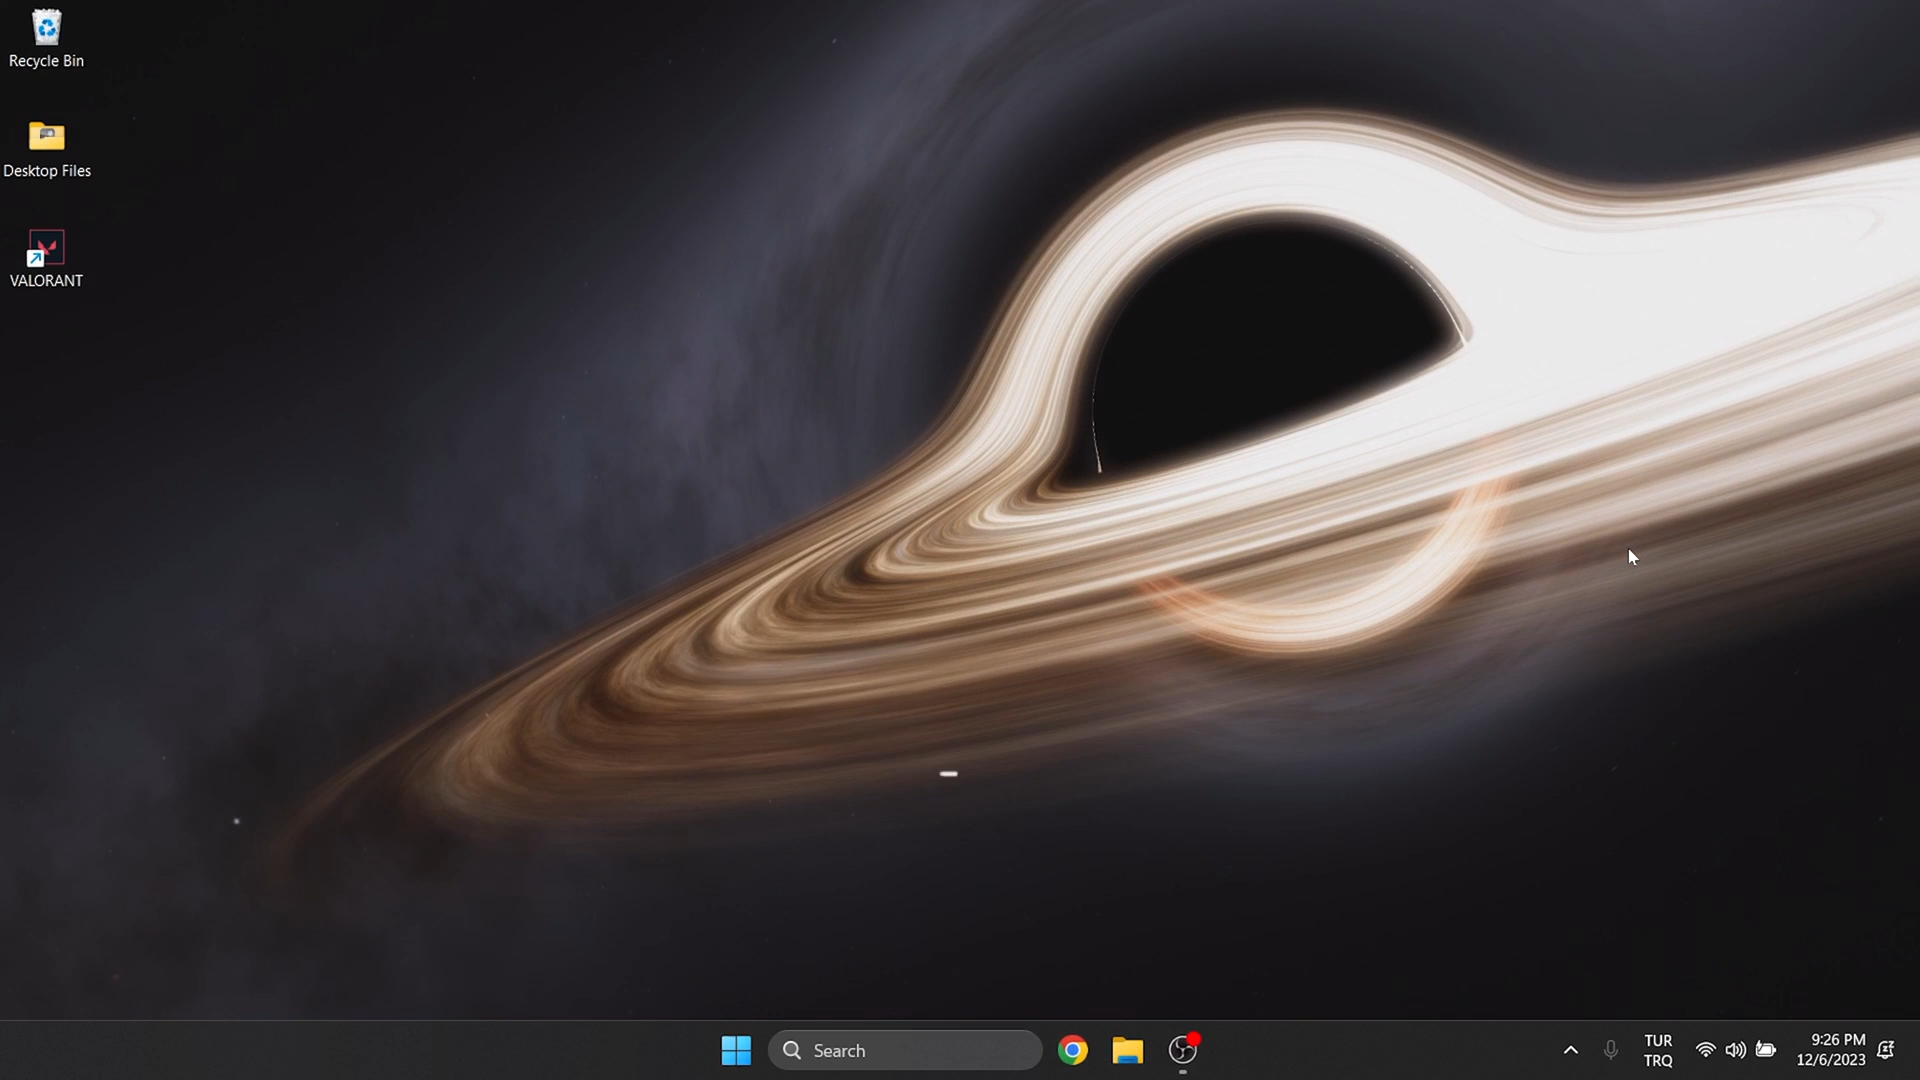 Recycle Bin
Desktop Files
VALORANT
Search
TUR
TRQ
9:26 PM
12/6/2023